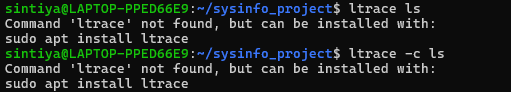 sintiya@LAPTOP-PPED66E9:~/sysinfo_project$ ltrace ls
Command 'ltrace' not found, but can be installed with:
sudo apt install ltrace
sintiya@LAPTOP-PPED66E9:~/sysinfo_project$ ltrace -c ls
Command 'ltrace' not found, but can be installed with:
sudo apt install ltrace